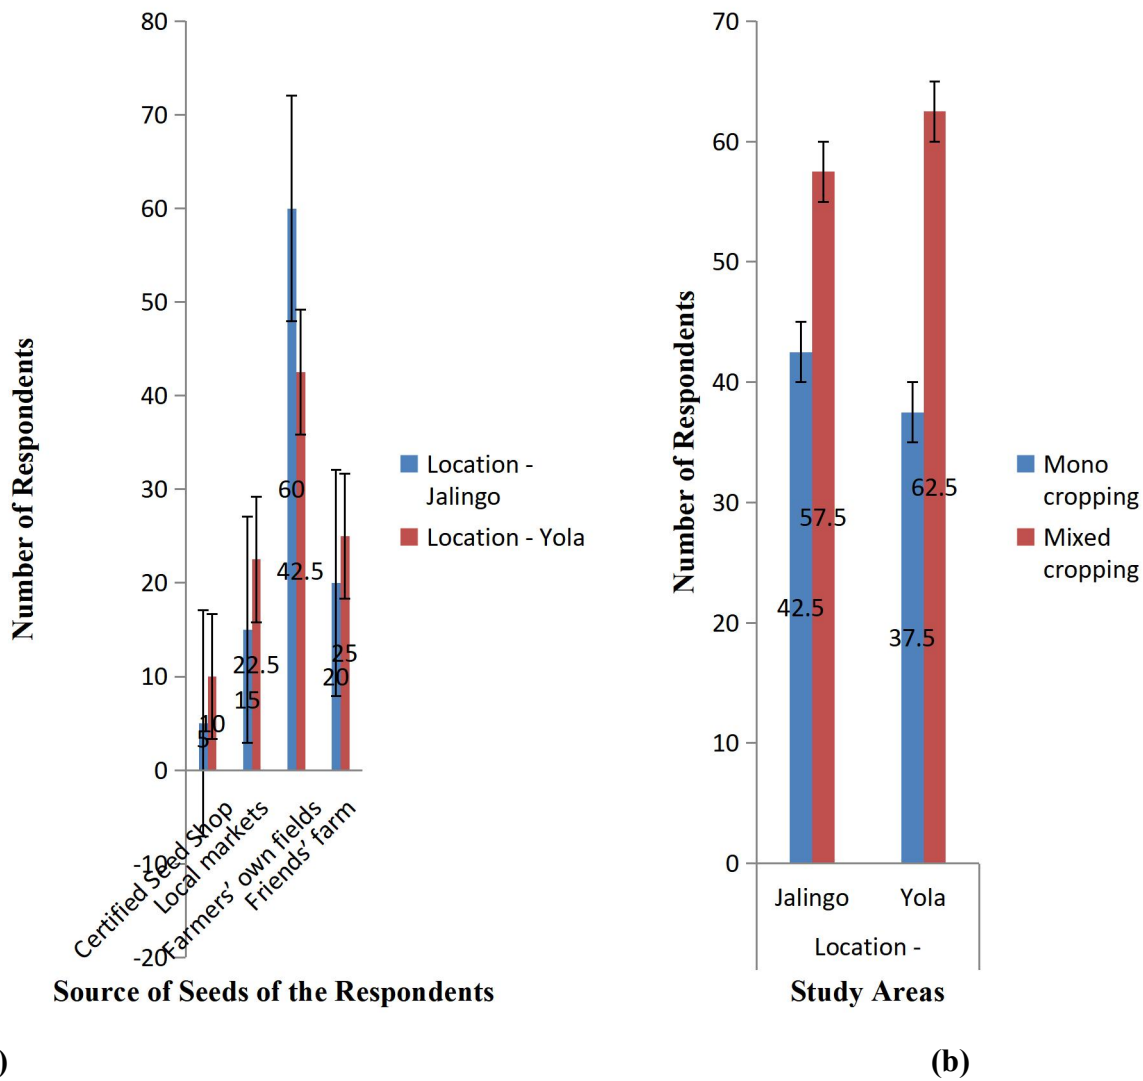 80
70
60
50
40
30
20
10
0
-10
-20
Number of Respondents
5
10
15
22.5
60
42.5
20
25
Certified Seed Shop
Local markets
Farmers’ own fields
Friends’ farm
Source of Seeds of the Respondents
Location -
Jalingo
Location - Yola
)
70
60
50
40
30
20
10
0
Number of Respondents
42.5
57.5
37.5
62.5
Jalingo
Yola
Location -
Study Areas
Mono
cropping
Mixed
cropping
(b)